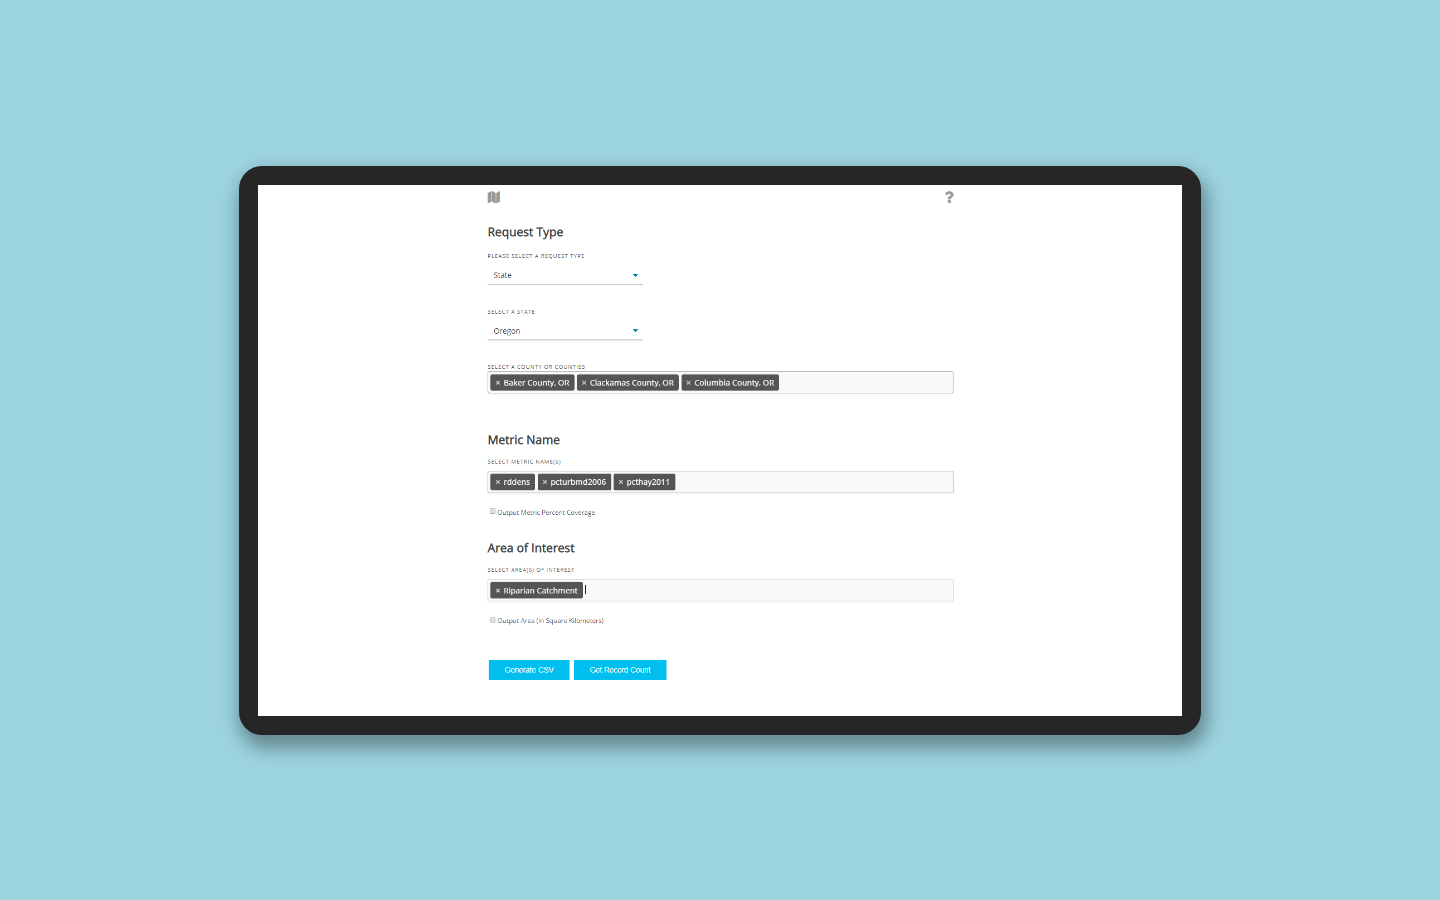 ?
Request Type
PLEASE SELECT A REQUEST TYPE
State
SELECT A STATE
Oregon
SELECT A COUNTY OR COUNTIES
× Baker County, OR × Clackamas County, OR × Columbia County, OR
Metric Name
SELECT METRIC NAME(S)
× rddens × pcturbmd2006 × pcthay2011
Output Metric Percent Coverage
Area of Interest
SELECT AREA(S) OF INTEREST
× Riparian Catchment
Output Area (in Square Kilometers)
Generate CSV Get Record Count